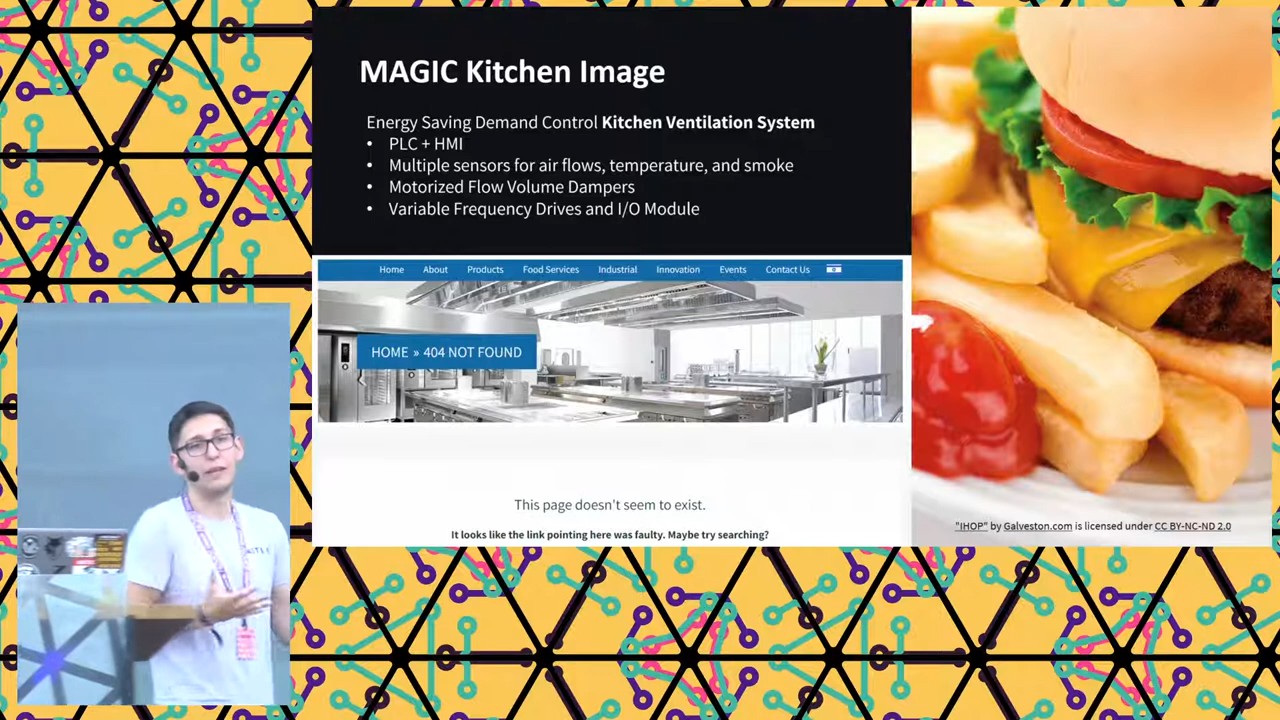 MAGIC Kitchen Image
Energy Saving Demand Control Kitchen Ventilation System
• PLC + HMI
• Multiple sensors for air flows, temperature, and smoke
• Motorized Flow Volume Dampers
• Variable Frequency Drives and I/O Module
Home About Products Food Services Industrial Innovation Events Contact Us
HOME » 404 NOT FOUND
This page doesn't seem to exist.
It looks like the link pointing here was faulty. Maybe try searching?
"IHOP" by Galveston.com is licensed under CC BY-NC-ND 2.0